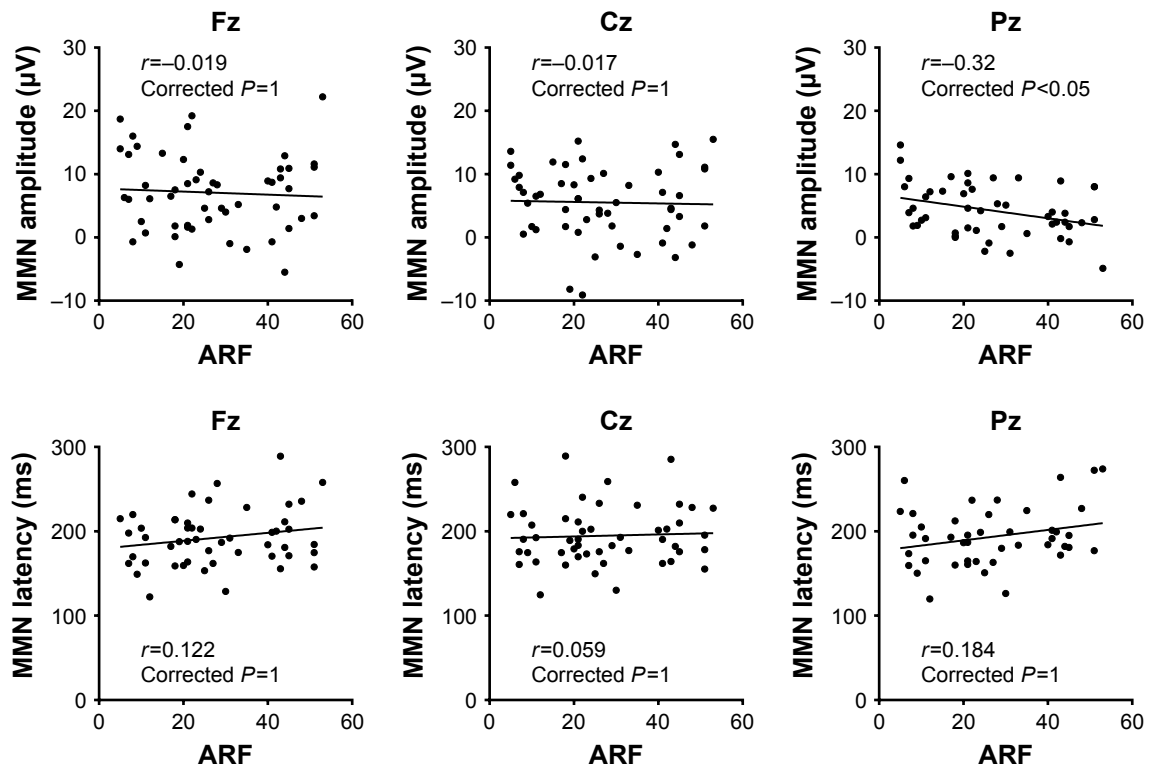 Fz
MMN amplitude (µV)
30
20
10
0
–10
r=–0.019
Corrected P=1
0 20 40 60
ARF
Cz
MMN amplitude (µV)
30
20
10
0
–10
r=–0.017
Corrected P=1
0 20 40 60
ARF
Pz
MMN amplitude (µV)
30
20
10
0
–10
r=–0.32
Corrected P<0.05
0 20 40 60
ARF
Fz
MMN latency (ms)
300
200
100
0
r=0.122
Corrected P=1
0 20 40 60
ARF
Cz
MMN latency (ms)
300
200
100
0
r=0.059
Corrected P=1
0 20 40 60
ARF
Pz
MMN latency (ms)
300
200
100
0
r=0.184
Corrected P=1
0 20 40 60
ARF